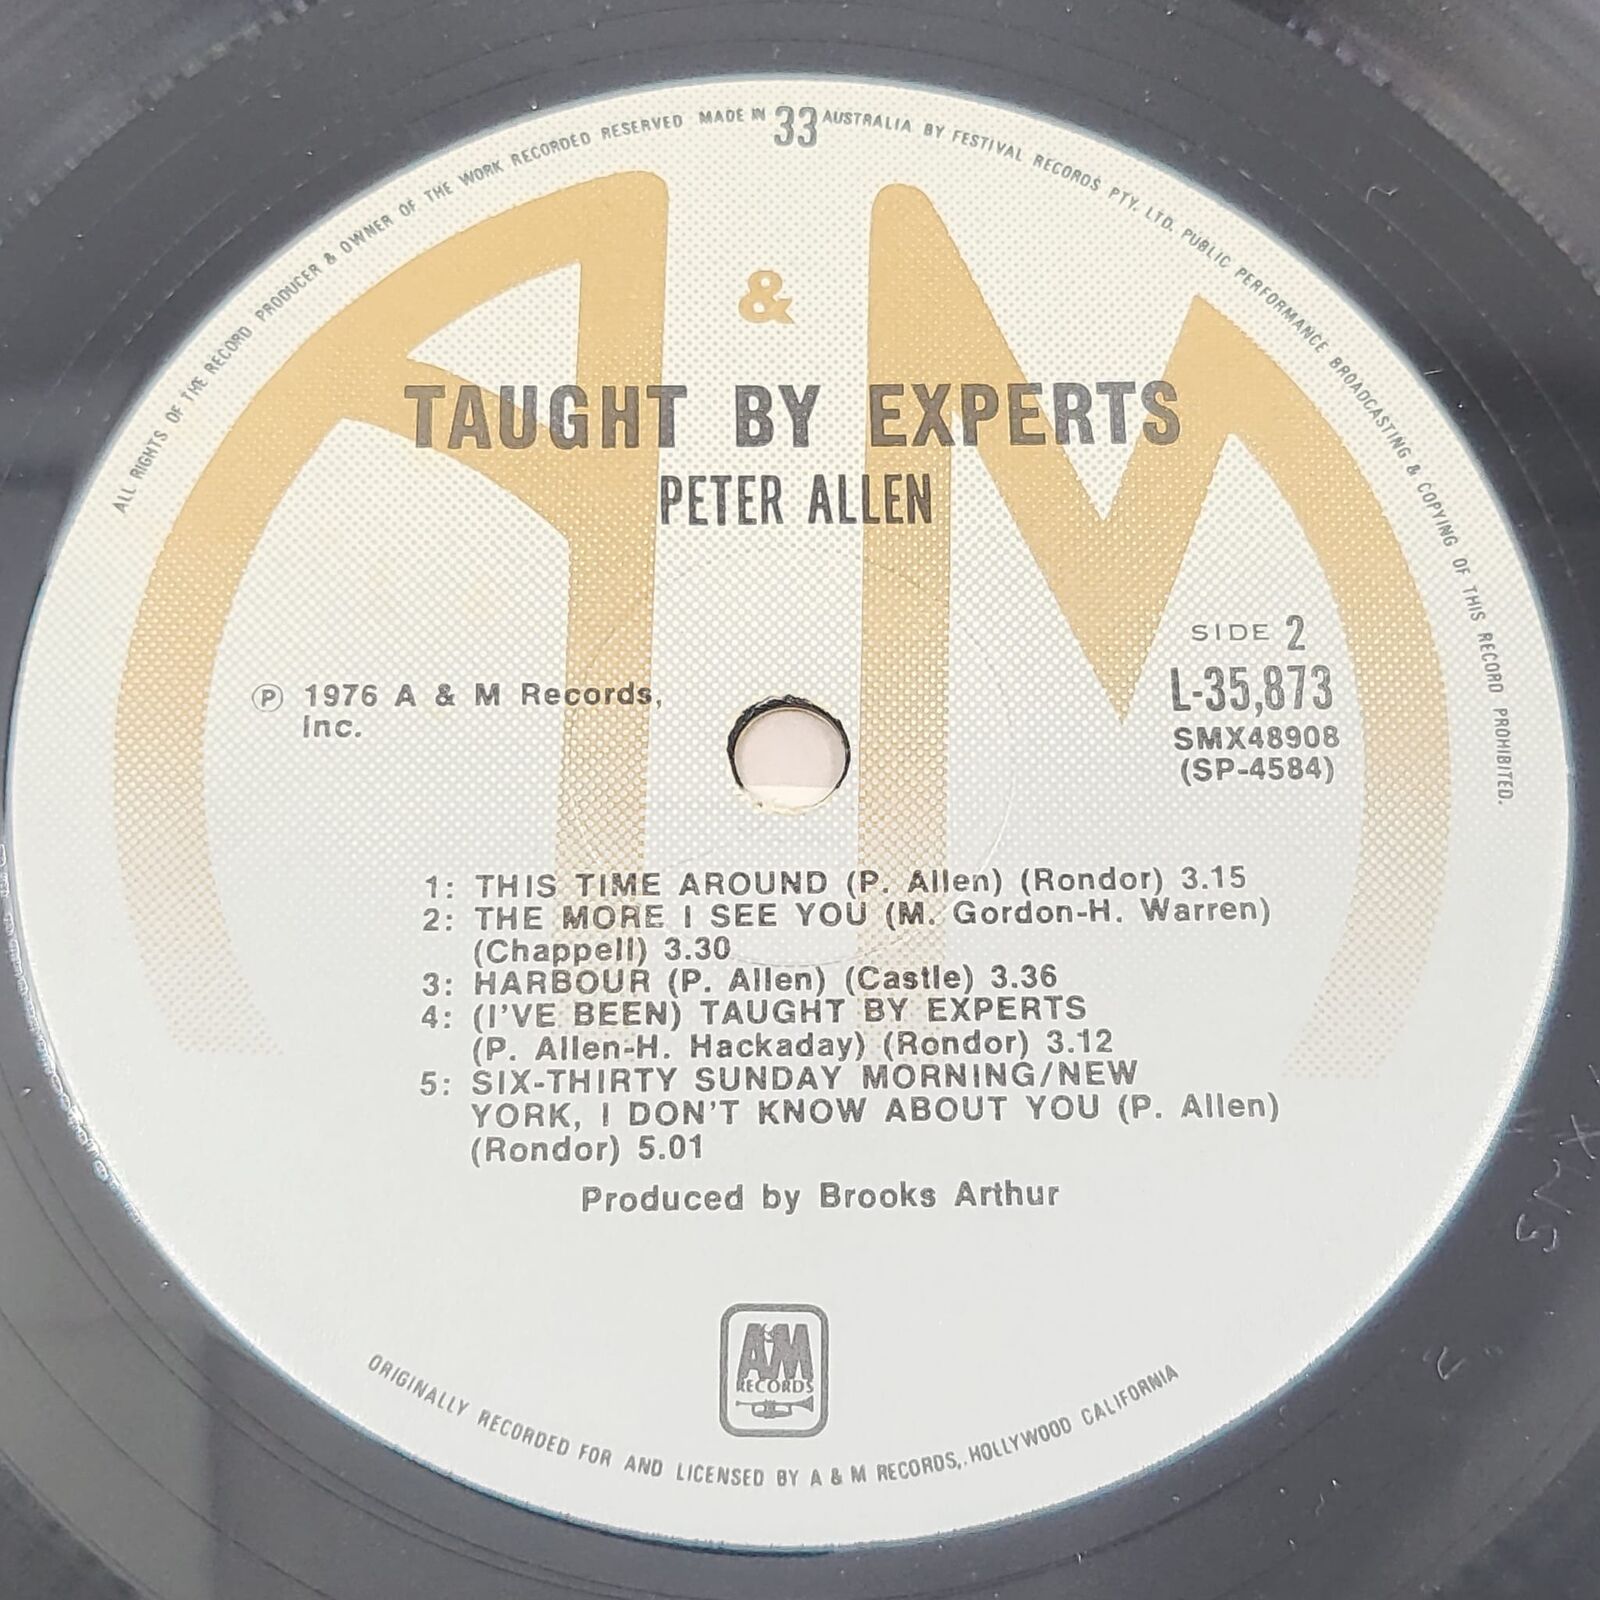 ALL RIGHTS OF THE RECORD PRODUCER & OWNER OF THE WORK RECORDED RESERVED MADE IN AUSTRALIA BY FESTIVAL RECORDS PTY. LTD. PUBLIC PERFORMANCE BROADCASTING & COPYING OF THIS RECORD PROHIBITED.
33
A & M
TAUGHT BY EXPERTS
PETER ALLEN
SIDE 2
L-35,873
SMX48908
(SP-4584)
℗ 1976 A & M Records,
Inc.
1: THIS TIME AROUND (P. Allen) (Rondor) 3.15
2: THE MORE I SEE YOU (M. Gordon-H. Warren)
(Chappell) 3.30
3: HARBOUR (P. Allen) (Castle) 3.36
4: (I'VE BEEN) TAUGHT BY EXPERTS
(P. Allen-H. Hackaday) (Rondor) 3.12
5: SIX-THIRTY SUNDAY MORNING/NEW
YORK, I DON'T KNOW ABOUT YOU (P. Allen)
(Rondor) 5.01
Produced by Brooks Arthur
A&M
RECORDS
ORIGINALLY RECORDED FOR AND LICENSED BY A & M RECORDS,. HOLLYWOOD CALIFORNIA
SMX